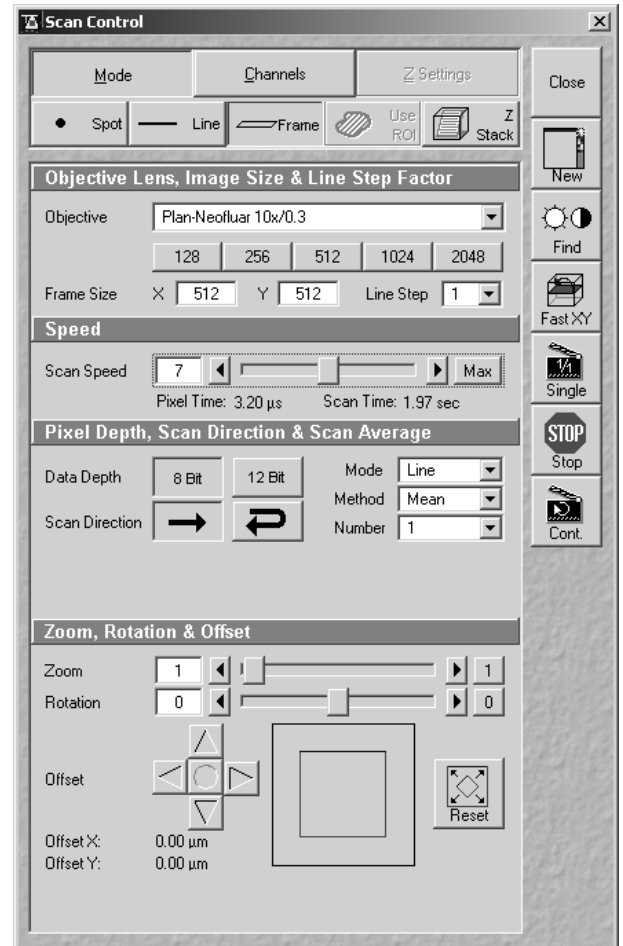 Scan Control
Mode Channels Z Settings Close
Spot Line Frame Use ROI Z Stack
New
Objective Lens, Image Size & Line Step Factor
Objective Plan-Neofluar 10x/0.3
Find
128 256 512 1024 2048
Frame Size X 512 Y 512 Line Step 1
Fast XY
Speed
Scan Speed 7 Max
1/1
Single
Pixel Time: 3.20 µs Scan Time: 1.97 sec
Pixel Depth, Scan Direction & Scan Average
STOP
Stop
Data Depth 8 Bit 12 Bit Mode Line
Method Mean
Scan Direction Number 1
Cont.
Zoom, Rotation & Offset
Zoom 1 1
Rotation 0 0
Offset
Reset
Offset X: 0.00 µm
Offset Y: 0.00 µm